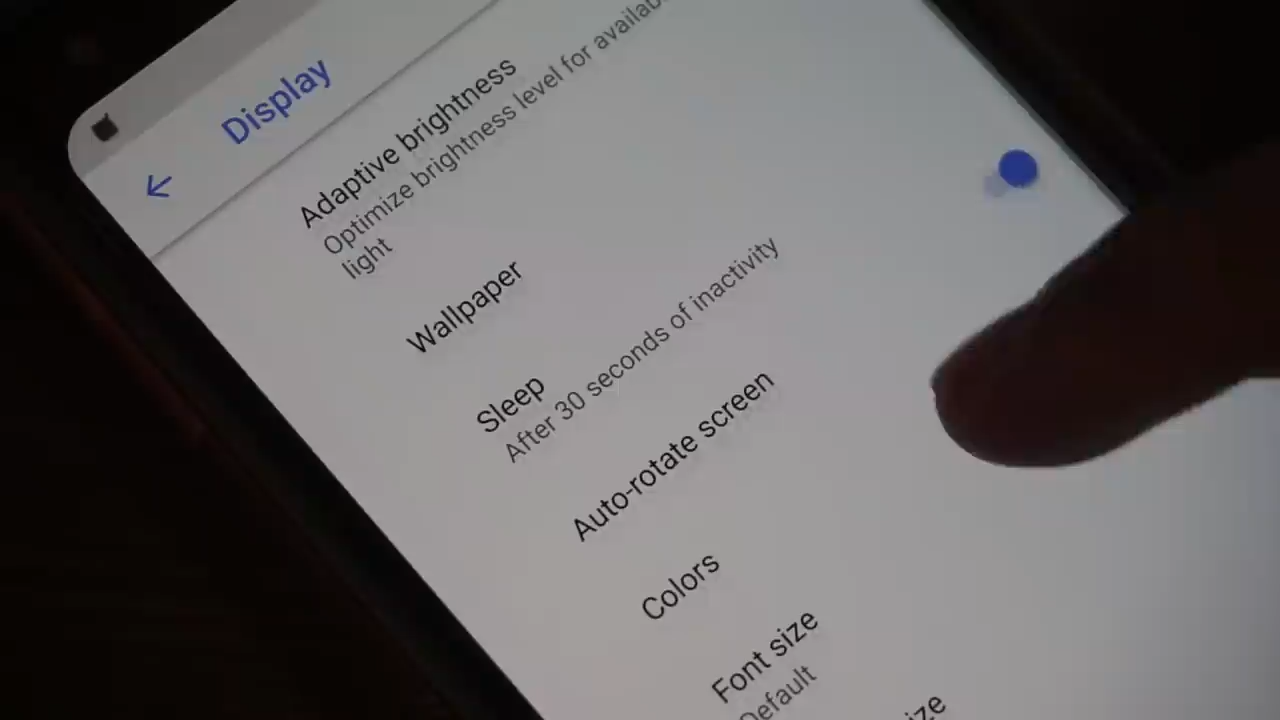 Display
Adaptive brightness
Optimize brightness level for
light
Wallpaper
Sleep
After 30 seconds of inactivity
Auto-rotate screen
Colors
Font size
Default